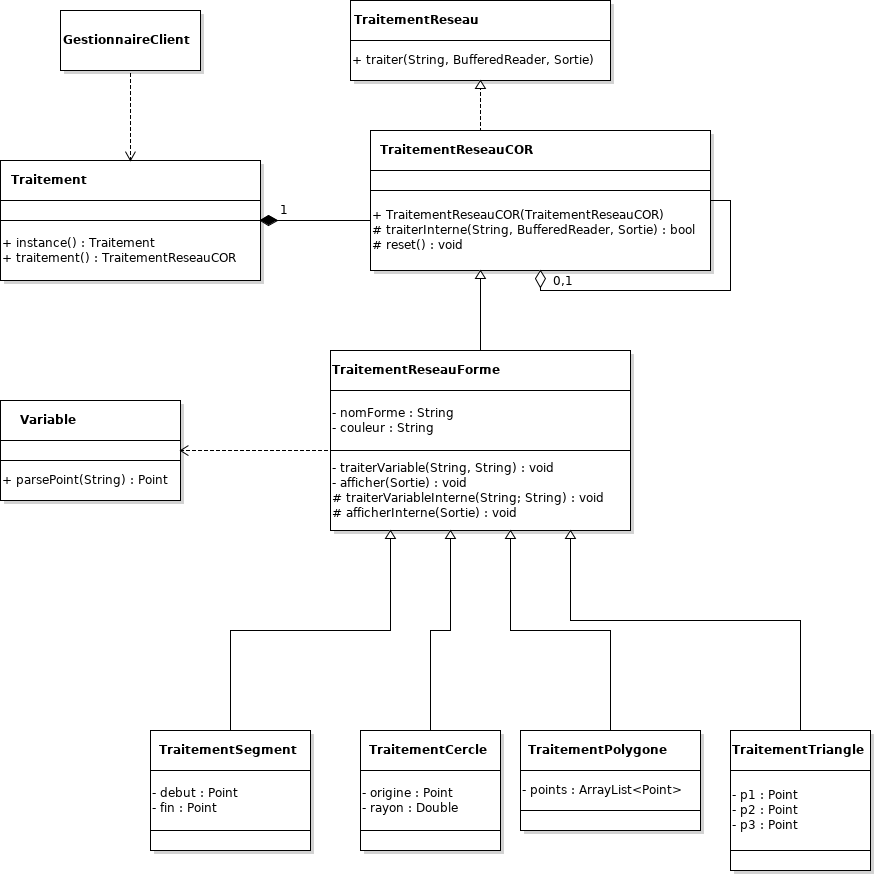 GestionnaireClient
TraitementReseau
+ traiter(String, BufferedReader, Sortie)
Traitement
+ instance() : Traitement
+ traitement() : TraitementReseauCOR
1
TraitementReseauCOR
+ TraitementReseauCOR(TraitementReseauCOR)
# traiterInterne(String, BufferedReader, Sortie) : bool
# reset() : void
0,1
TraitementReseauForme
- nomForme : String
- couleur : String
- traiterVariable(String, String) : void
- afficher(Sortie) : void
# traiterVariableInterne(String; String) : void
# afficherInterne(Sortie) : void
Variable
+ parsePoint(String) : Point
TraitementSegment
- debut : Point
- fin : Point
TraitementCercle
- origine : Point
- rayon : Double
TraitementPolygone
- points : ArrayList<Point>
TraitementTriangle
- p1 : Point
- p2 : Point
- p3 : Point